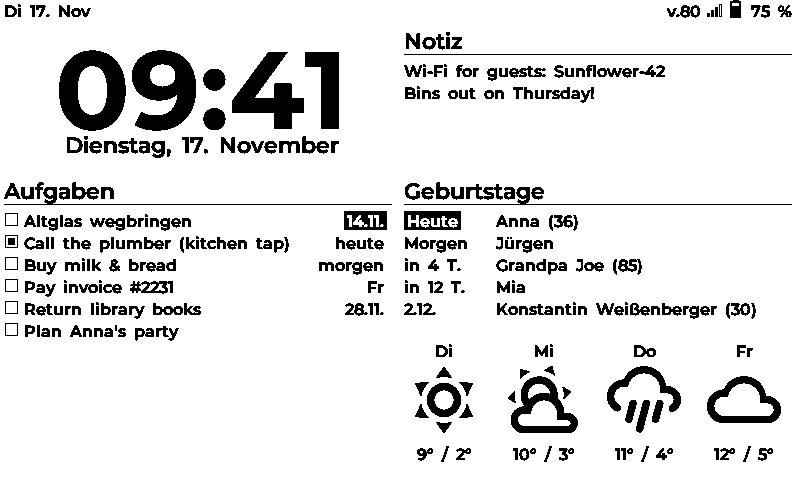 Di 17. Nov
v.80 75 %
09:41
Dienstag, 17. November
Notiz
Wi-Fi for guests: Sunflower-42
Bins out on Thursday!
Aufgaben
Altglas wegbringen 14.11.
Call the plumber (kitchen tap) heute
Buy milk & bread morgen
Pay invoice #2231 Fr
Return library books 28.11.
Plan Anna's party
Geburtstage
Heute Anna (36)
Morgen Jürgen
in 4 T. Grandpa Joe (85)
in 12 T. Mia
2.12. Konstantin Weißenberger (30)
Di Mi Do Fr
9° / 2° 10° / 3° 11° / 4° 12° / 5°